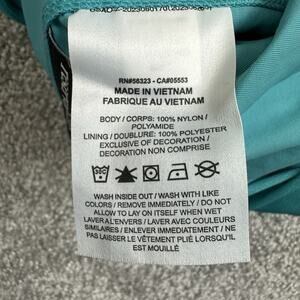 RN#56323 - CA#05553
MADE IN VIETNAM
FABRIQUE AU VIETNAM
BODY / CORPS: 100% NYLON /
POLYAMIDE
LINING / DOUBLURE: 100% POLYESTER
EXCLUSIVE OF DECORATION /
DECORATION NON COMPRISE
WASH INSIDE OUT / WASH WITH LIKE
COLORS / REMOVE IMMEDIATELY / DO NOT
ALLOW TO LAY ON ITSELF WHEN WET
LAVER A L'ENVERS / LAVER AVEC COULEURS
SIMILAIRES / ENLEVER IMMEDIATEMENT / NE
PAS LAISSER LE VÊTEMENT PLIÉ LORSQU'IL
EST MOUILLÉ